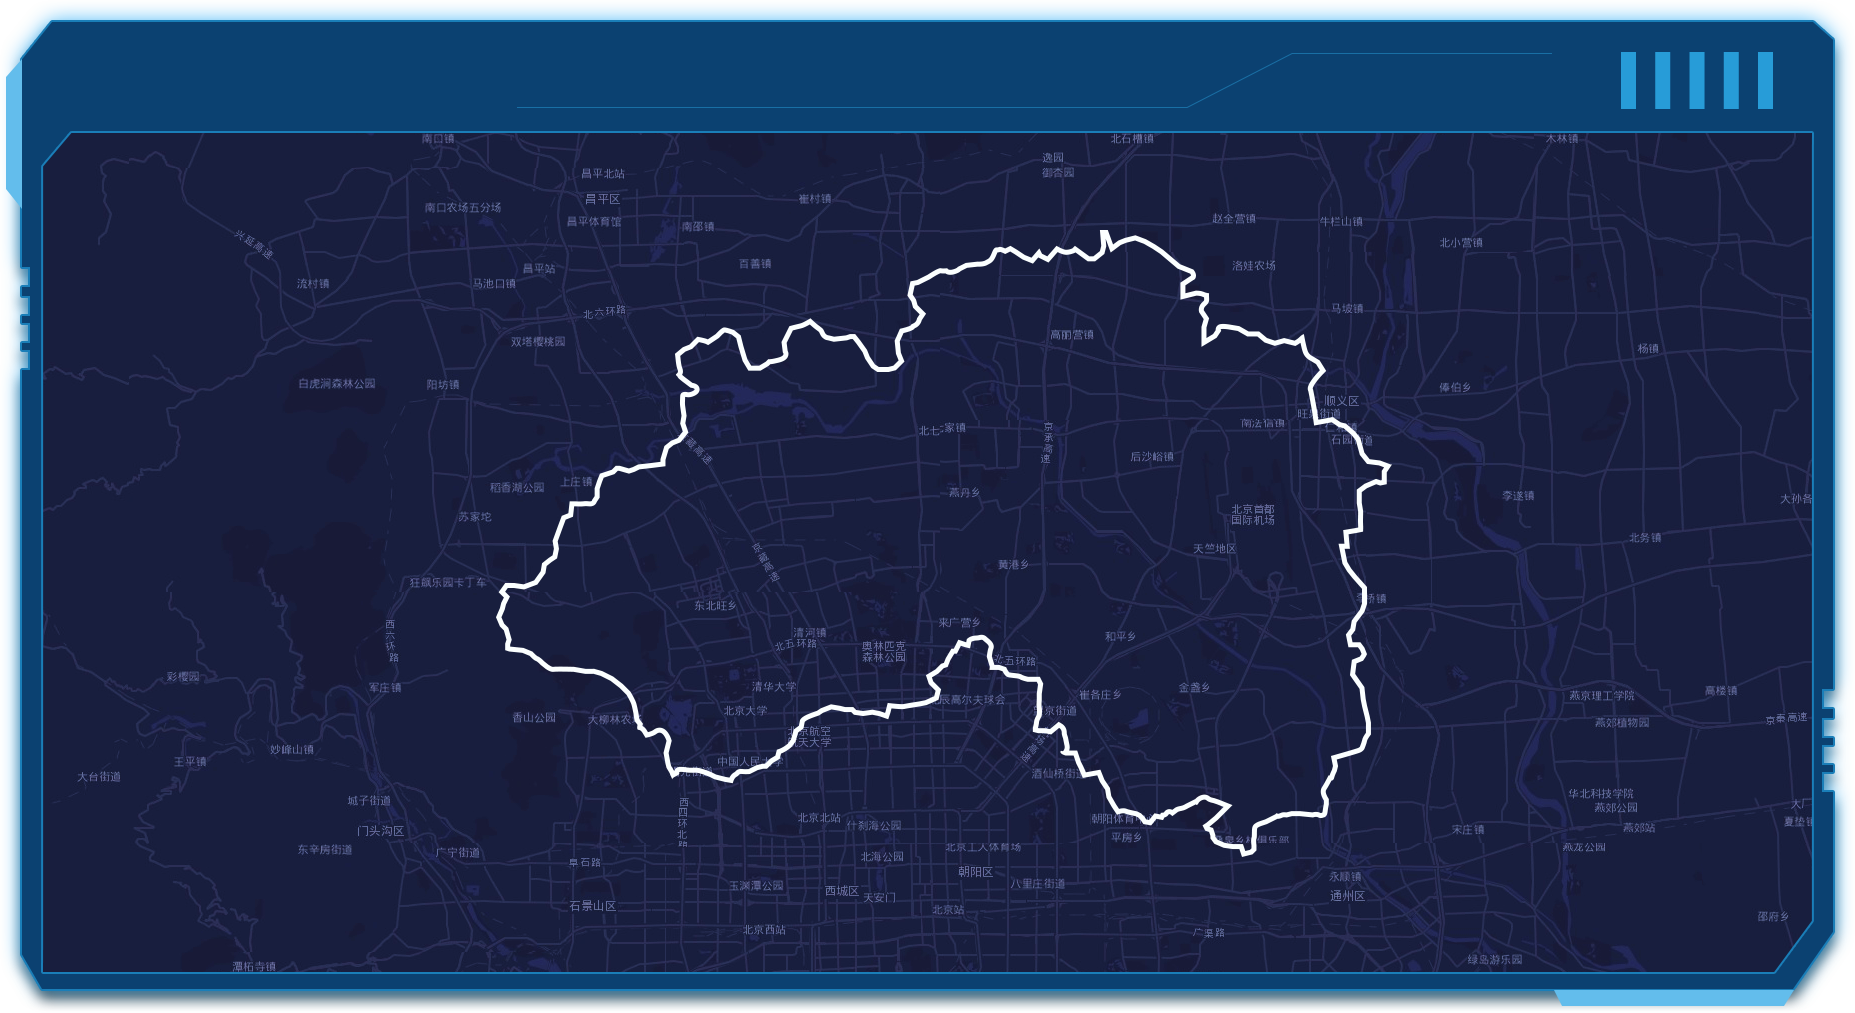 南口镇
北石槽镇
木林镇
逸园
御杏园
昌平北站
昌平区
崔村镇
南口农场五分场
昌平体育馆
南邵镇
赵全营镇
牛栏山镇
北小营镇
兴延高速
百善镇
昌平站
洛娃农场
流村镇
马池口镇
北六环路
马坡镇
高丽营镇
双塔樱桃园
杨镇
白虎涧森林公园
阳坊镇
俸伯乡
顺义区
南法信镇
石园街道
藏高速
京承高速
后沙峪镇
稻香湖公园
上庄镇
燕丹乡
李遂镇
大孙各
苏家坨
北京首都
国际机场
北务镇
天竺地区
京藏高速
黄港乡
狂飙乐园卡丁车
东北旺乡
来广营乡
清河镇
北五环路
和平乡
西六环路
奥林匹克
森林公园
北五环路
彩樱园
军庄镇
清华大学
崔各庄乡
金盏乡
燕京理工学院
高楼镇
香山公园
大柳林农
北京大学
辰高尔夫球会
京街道
燕郊植物园
京秦高速
北京航空
航天大学
妙峰山镇
王平镇
中国人民大学
大台街道
酒仙桥街道
城子街道
西四环北路
华北科技学院
燕郊公园
大厂
夏垫镇
门头沟区
北京北站
什刹海公园
朝阳体育中心
平房乡
宋庄镇
燕郊站
东辛房街道
广宁街道
阜石路
北海公园
北京工人体育场
俱乐部
燕龙公园
朝阳区
玉渊潭公园
西城区
天安门
八里庄街道
永顺镇
通州区
石景山区
北京站
邵府乡
北京西站
广渠路
潭柘寺镇
绿岛游乐园